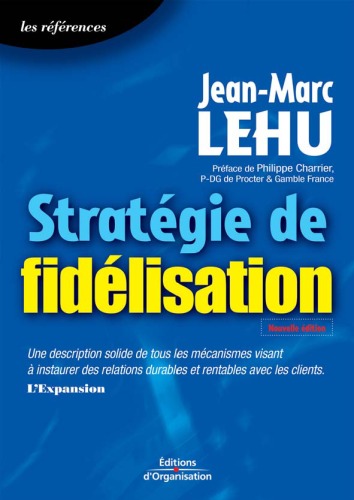 les références
Jean-Marc
LEHU
Préface de Philippe Charrier,
P-DG de Procter & Gamble France
Stratégie de
fidélisation
Nouvelle édition
Une description solide de tous les mécanismes visant
à instaurer des relations durables et rentables avec les clients.
L'Expansion
Éditions
d'Organisation